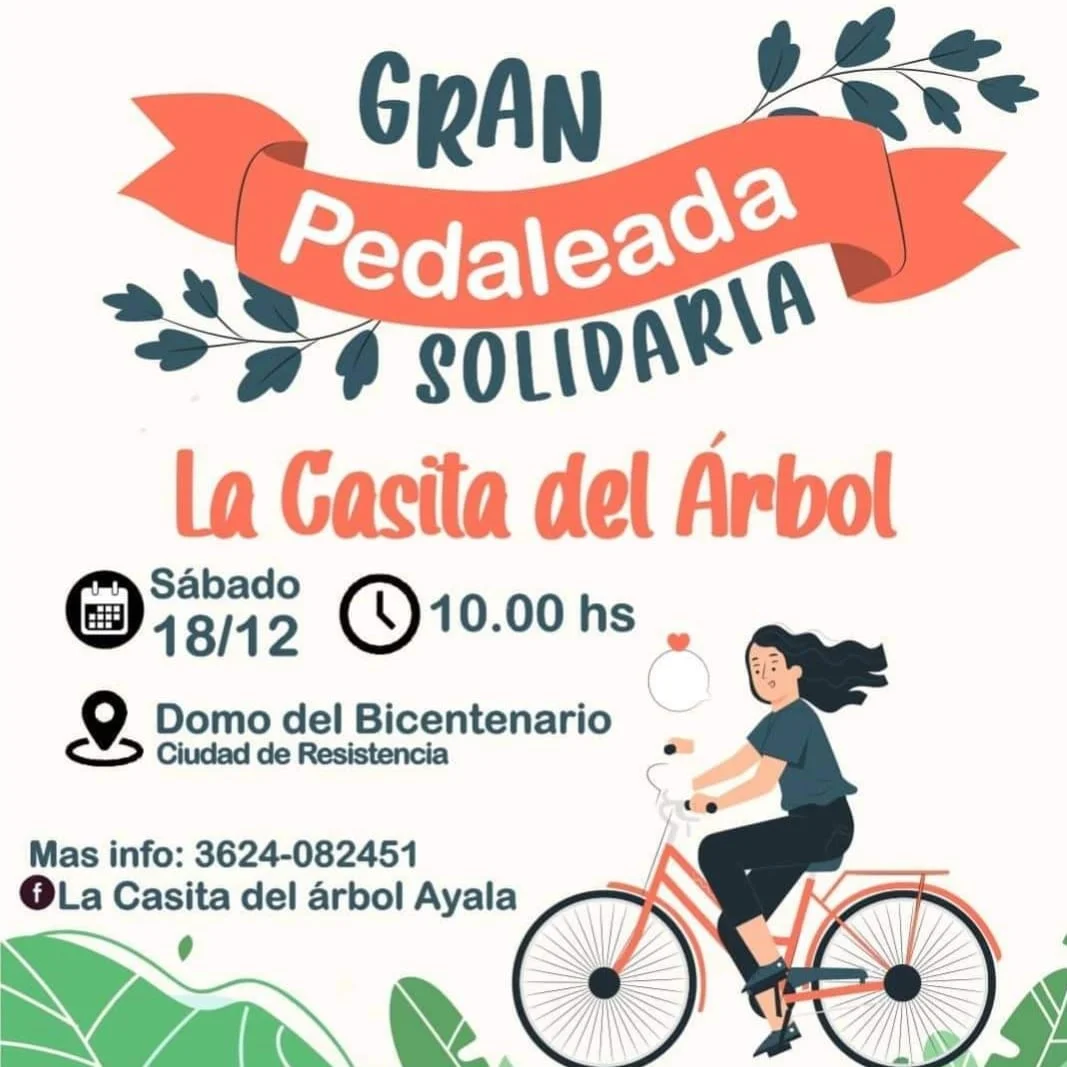 GRAN
Pedaleada
SOLIDARIA
La Casita del Árbol
Sábado
18/12
10.00 hs
Domo del Bicentenario
Ciudad de Resistencia
Mas info: 3624-082451
f La Casita del árbol Ayala